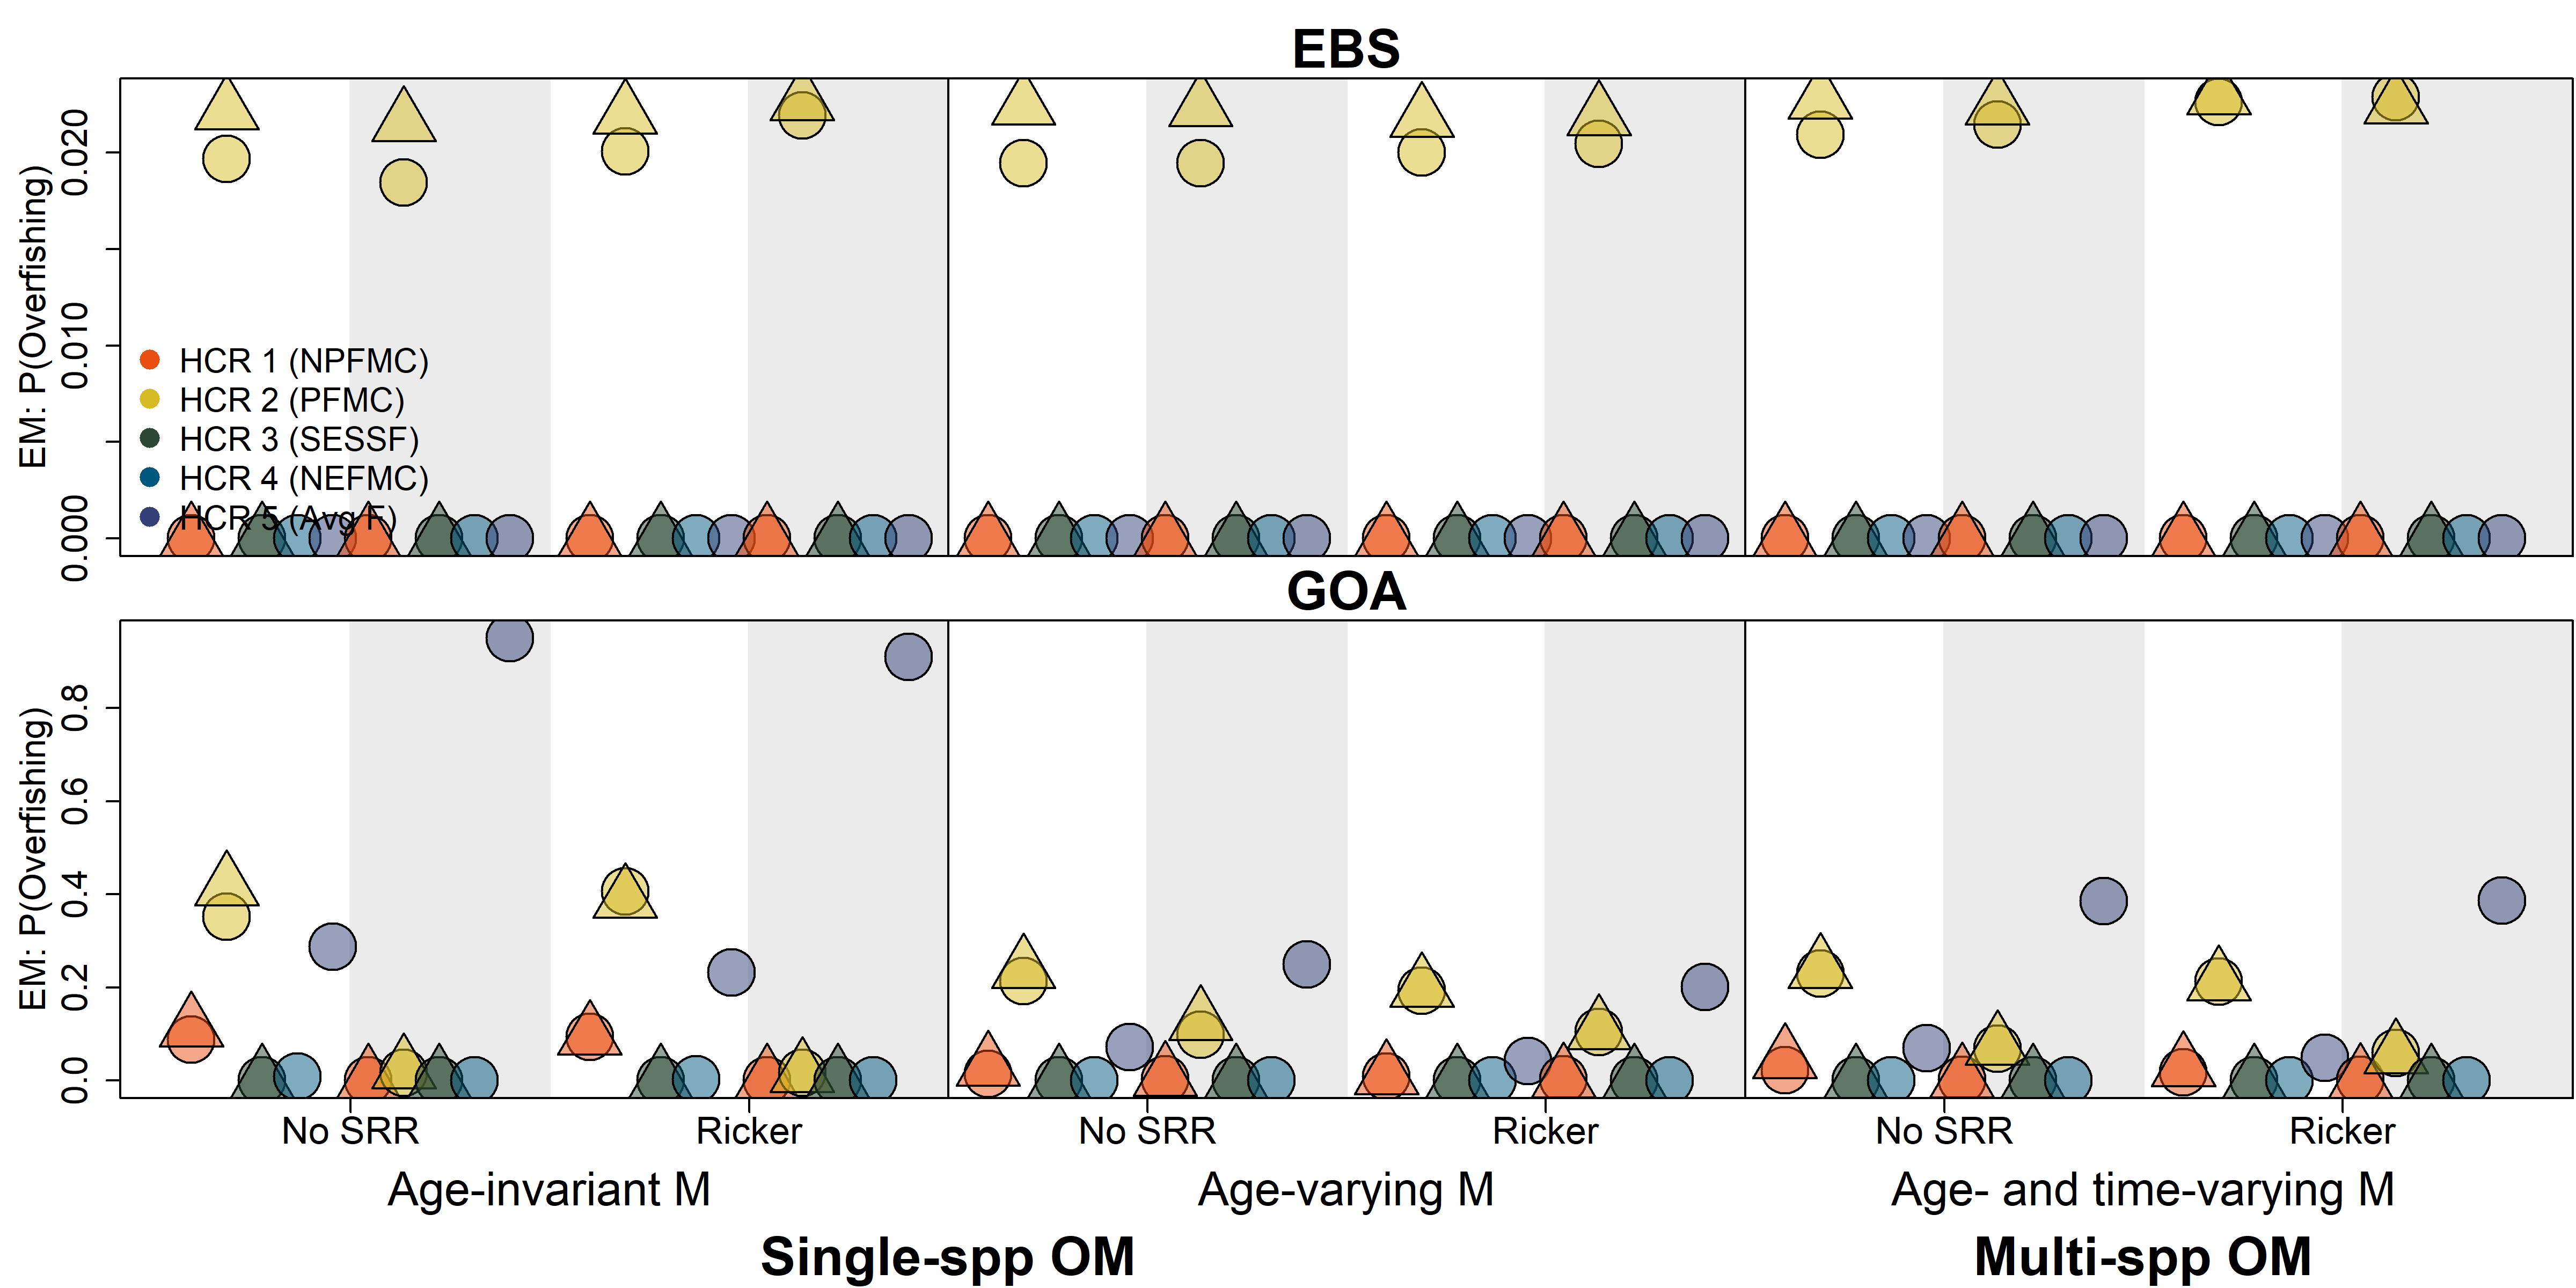 EBS
EM: P(Overfishing)
0.020
0.010
0.000
HCR 1 (NPFMC)
HCR 2 (PFMC)
HCR 3 (SESSF)
HCR 4 (NEFMC)
HCR 5 (Avg F)
GOA
EM: P(Overfishing)
0.8
0.6
0.4
0.2
0.0
No SRR Ricker No SRR Ricker No SRR Ricker
Age-invariant M Age-varying M Age- and time-varying M
Single-spp OM Multi-spp OM